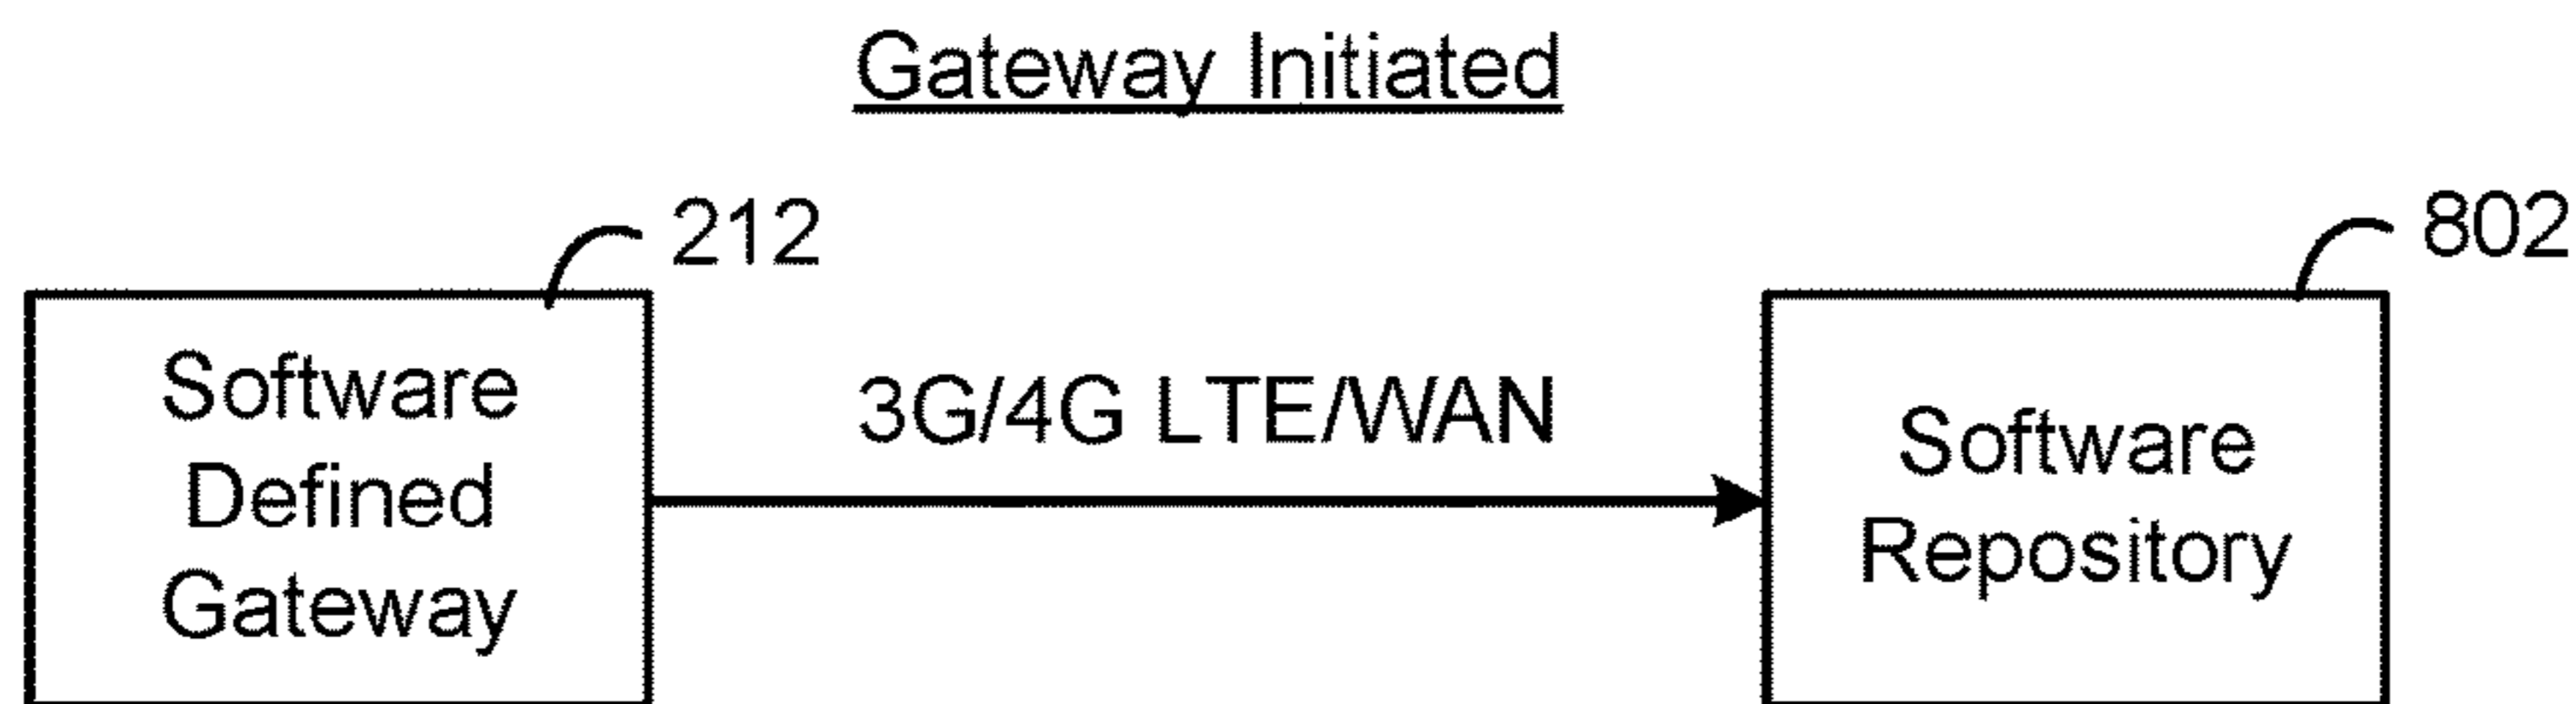 Gateway Initiated
212
802
Software
Defined
Gateway
3G/4G LTE/WAN
Software
Repository